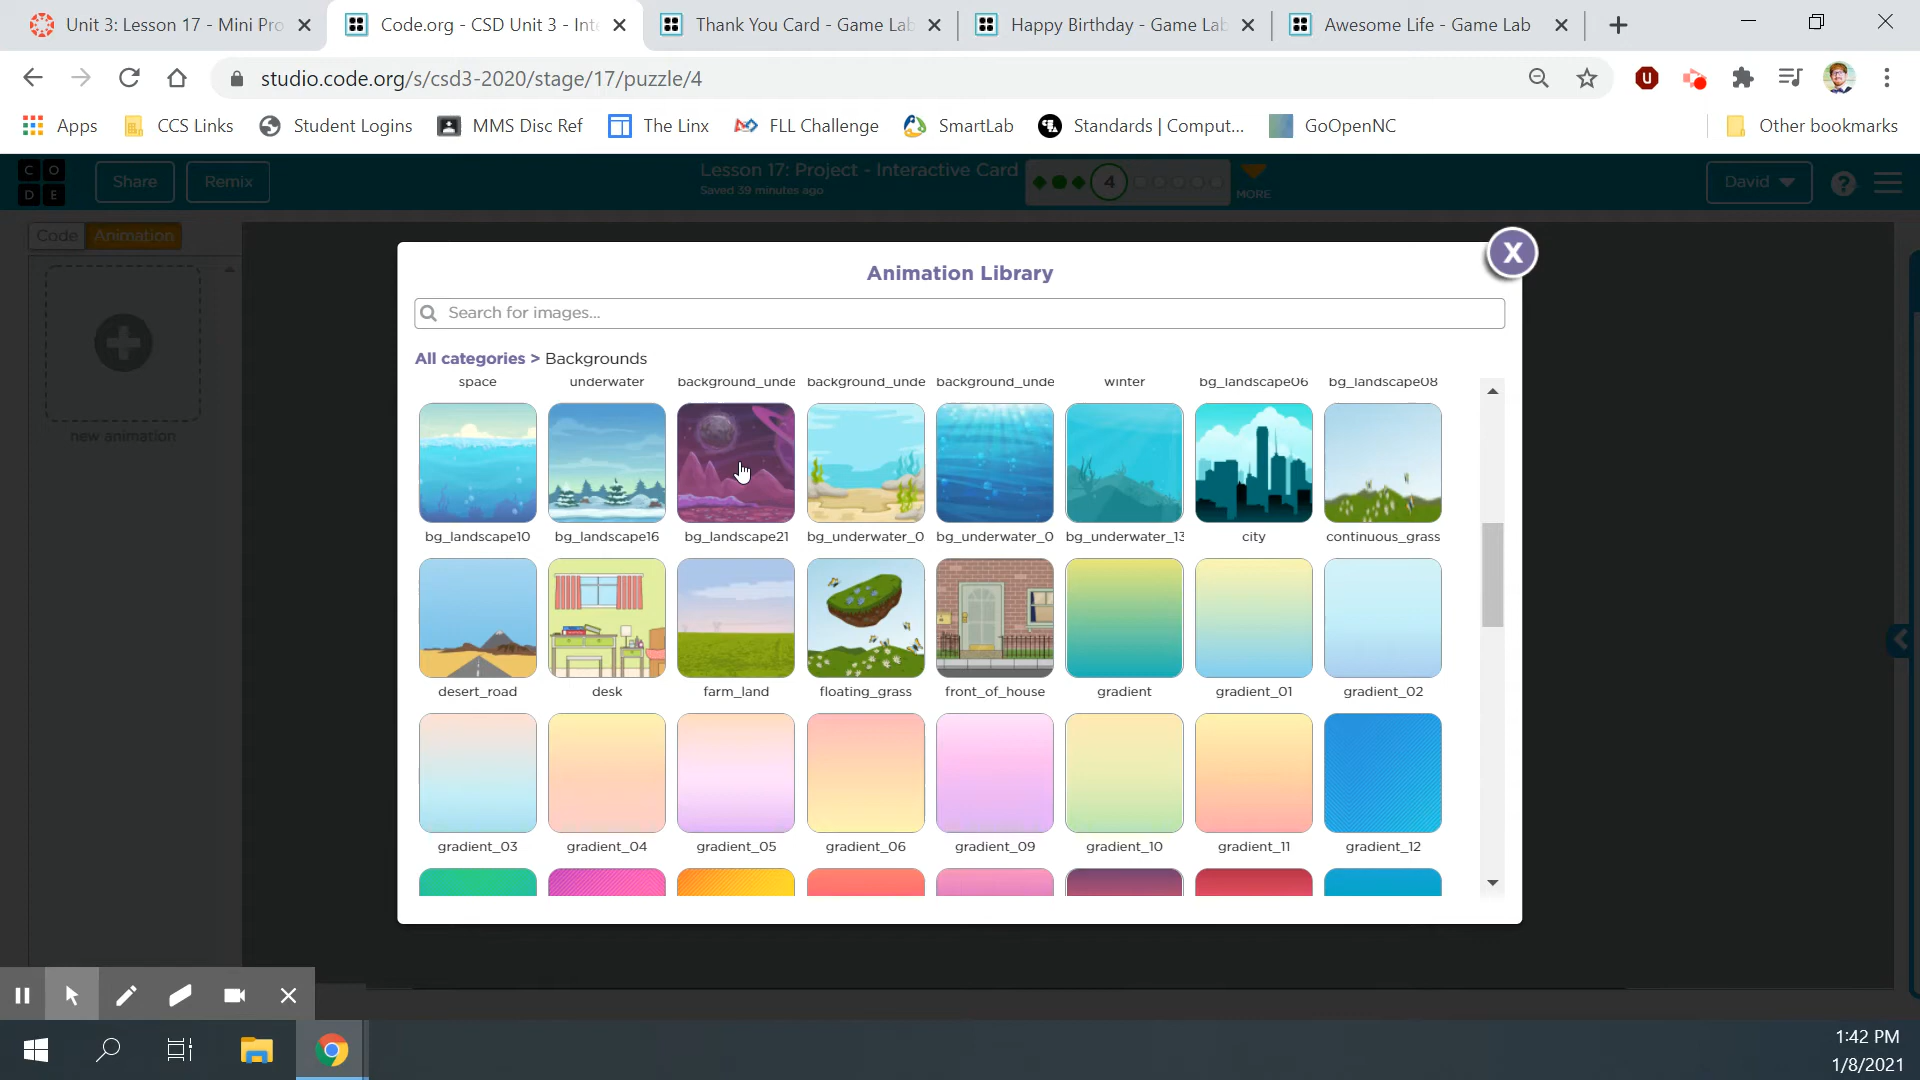 Unit 3: Lesson 17 - Mini Pro
Code.org - CSD Unit 3 - Int
Thank You Card - Game Lab
Happy Birthday - Game Lab
Awesome Life - Game Lab
studio.code.org/s/csd3-2020/stage/17/puzzle/4
Apps CCS Links Student Logins MMS Disc Ref The Linx FLL Challenge SmartLab Standards | Comput... GoOpenNC Other bookmarks
CODE
Share Remix
Lesson 17: Project - Interactive Card
Saved 39 minutes ago
4
MORE
David
Code Animation
new animation
Animation Library
X
Search for images...
All categories > Backgrounds
space underwater background_unde background_unde background_unde winter bg_landscape06 bg_landscape08
bg_landscape10 bg_landscape16 bg_landscape21 bg_underwater_0 bg_underwater_0 bg_underwater_13 city continuous_grass
desert_road desk farm_land floating_grass front_of_house gradient gradient_01 gradient_02
gradient_03 gradient_04 gradient_05 gradient_06 gradient_09 gradient_10 gradient_11 gradient_12
1:42 PM
1/8/2021